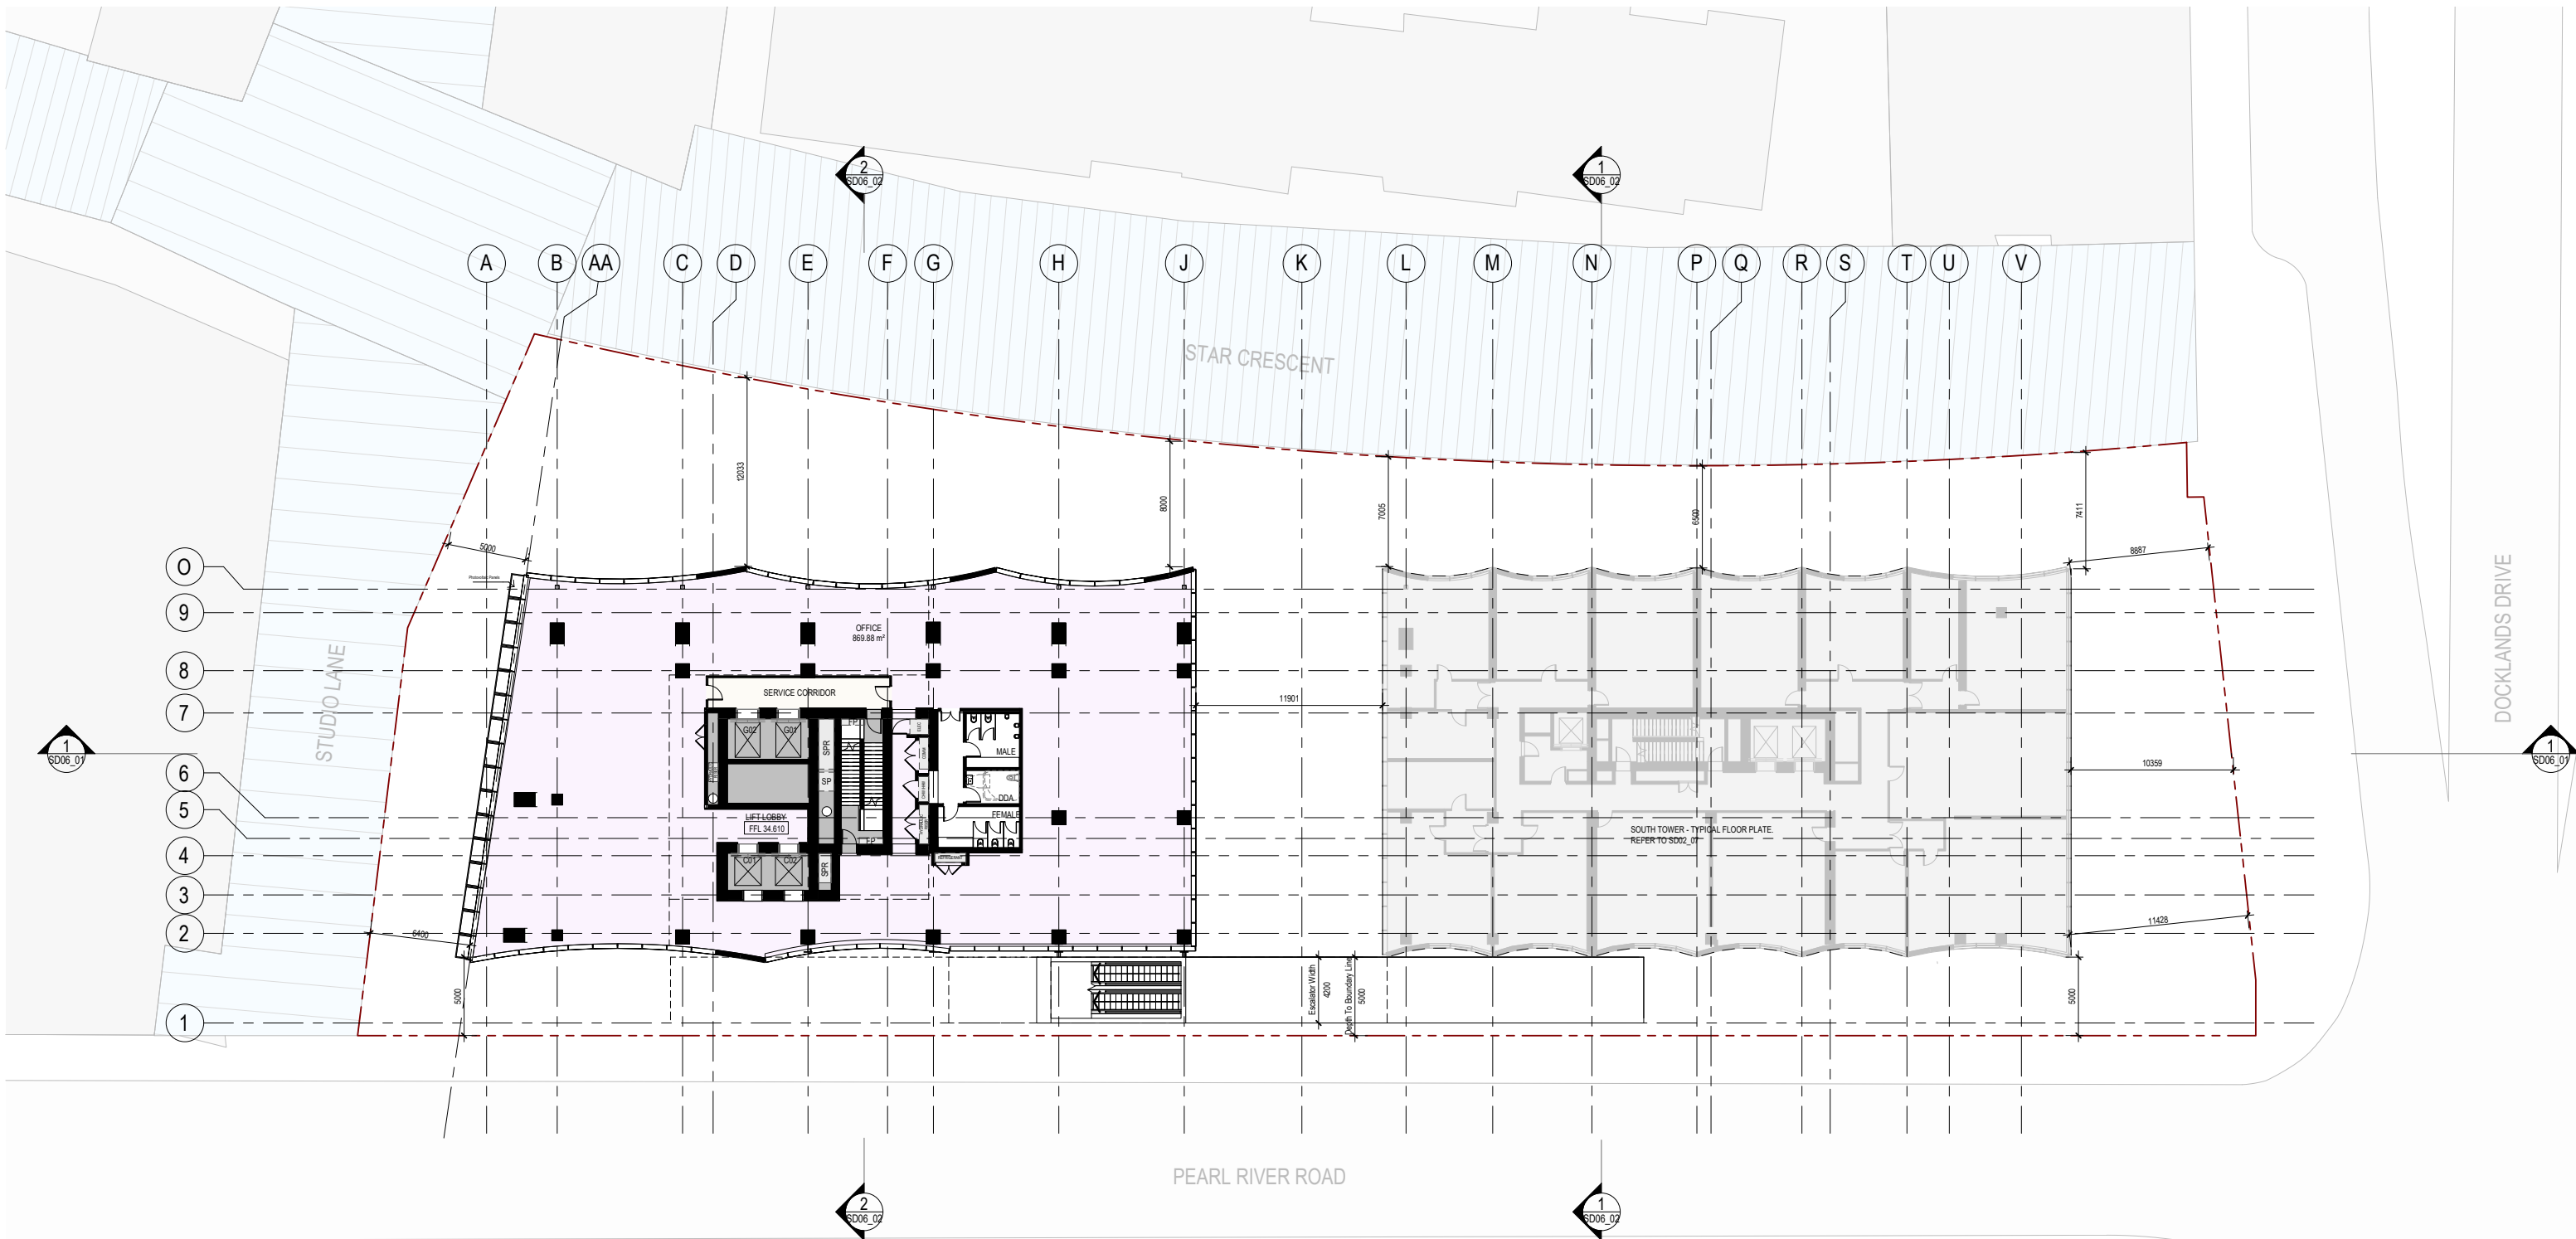 2
SD06_02
1
SD06_02
A
B
AA
C
D
E
F
G
H
J
K
L
M
N
P
Q
R
S
T
U
V
STAR CRESCENT
12033
8000
7005
6500
7411
5000
8887
O
9
8
7
6
5
4
3
2
1
STUDIO LANE
DOCKLANDS DRIVE
OFFICE
869.88 m²
SERVICE CORRIDOR
11901
FP
G02
G01
SPR
MALE
1
SD06_01
1
SD06_01
10359
SP
DDA
LIFT LOBBY
FFL 34.610
FEMALE
SOUTH TOWER - TYPICAL FLOOR PLATE.
REFER TO SD02_07
FP
C01
C02
SPR
6400
11428
5000
Escalator Width
4200
Depth To Boundary Line
5000
5000
PEARL RIVER ROAD
2
SD06_02
1
SD06_02